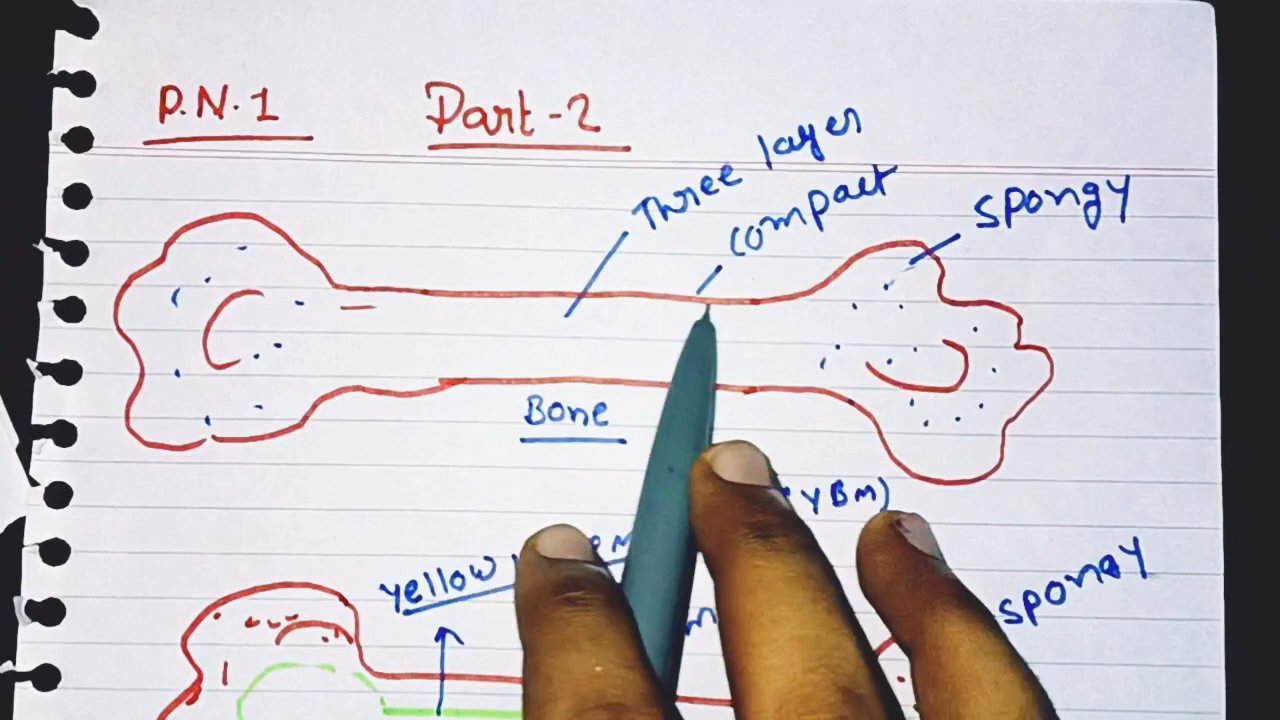 P.N.1
Part-2
Three layer
compact
spongy
Bone
YBM)
yellow
spongy